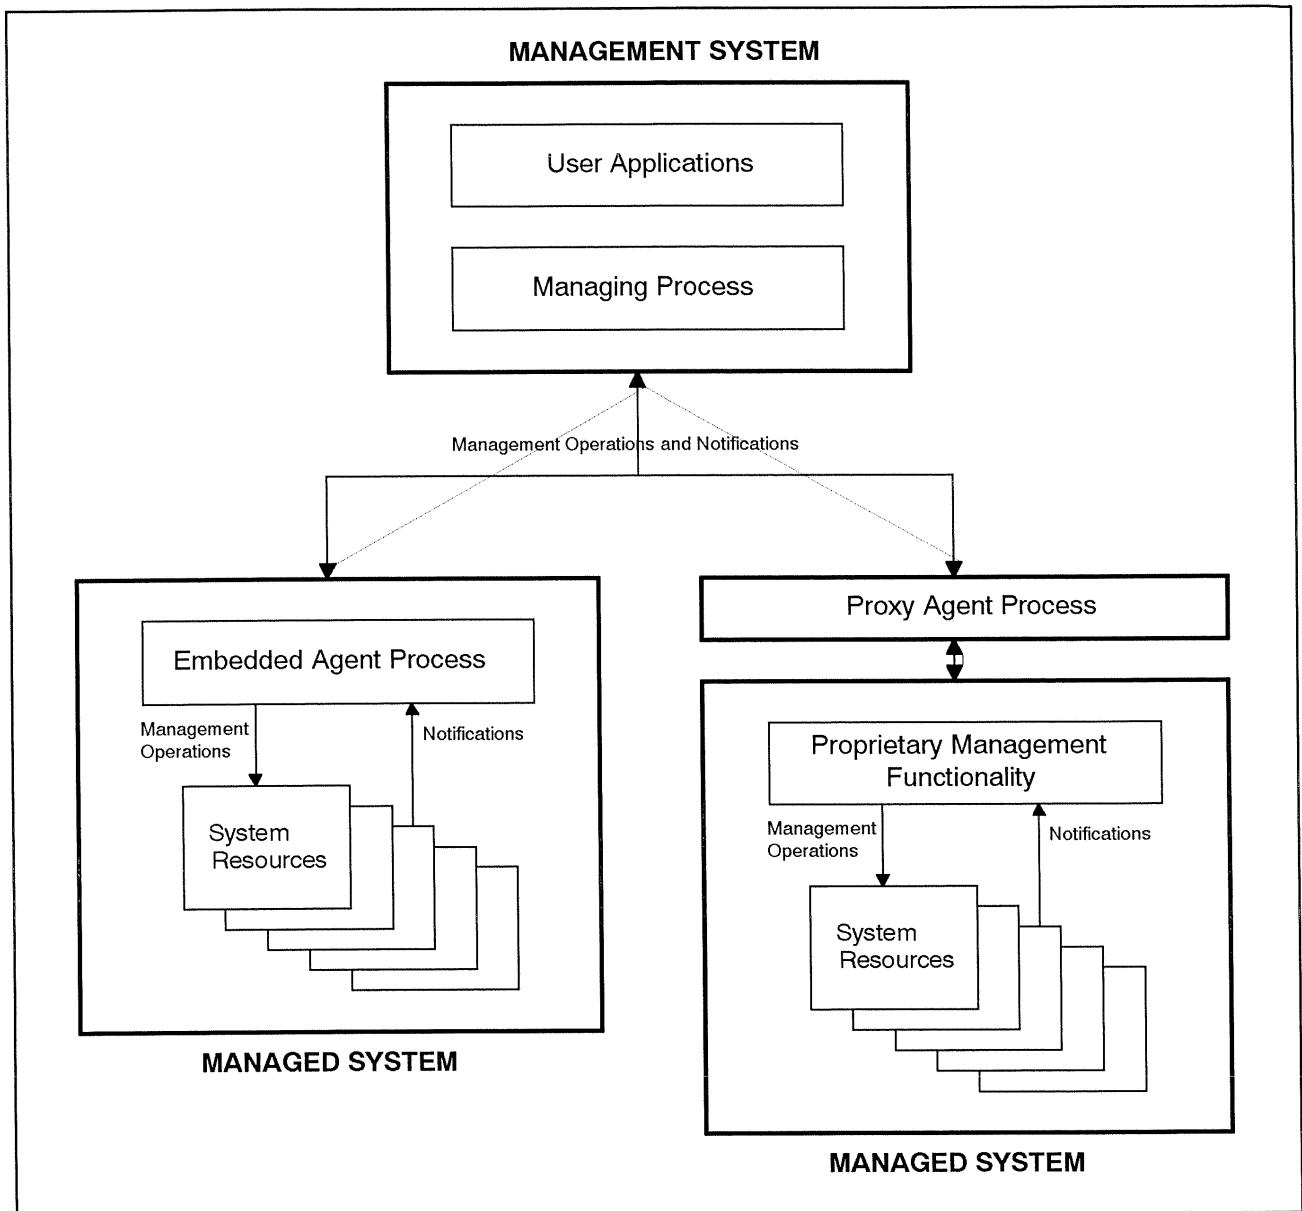 MANAGEMENT SYSTEM
User Applications
Managing Process
Management Operations and Notifications
Embedded Agent Process
Management
Operations
Notifications
System
Resources
MANAGED SYSTEM
Proxy Agent Process
Proprietary Management
Functionality
Management
Operations
Notifications
System
Resources
MANAGED SYSTEM